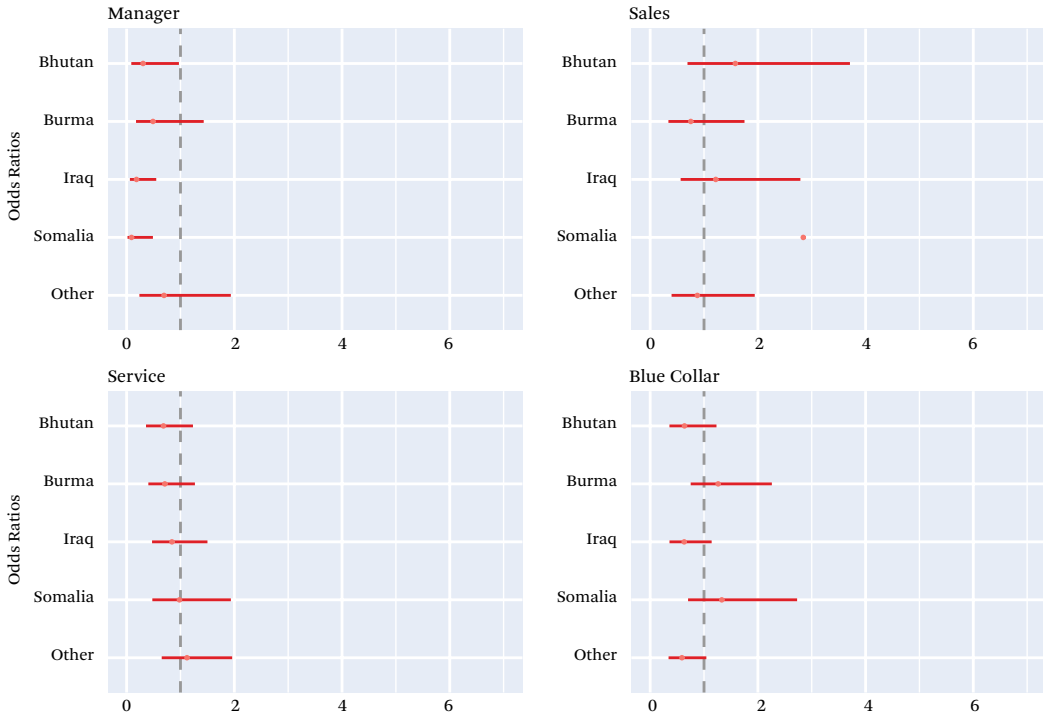 Manager
Odds Ratios
Bhutan
Burma
Iraq
Somalia
Other
0 2 4 6
Sales
Bhutan
Burma
Iraq
Somalia
Other
0 2 4 6
Service
Odds Ratios
Bhutan
Burma
Iraq
Somalia
Other
0 2 4 6
Blue Collar
Bhutan
Burma
Iraq
Somalia
Other
0 2 4 6